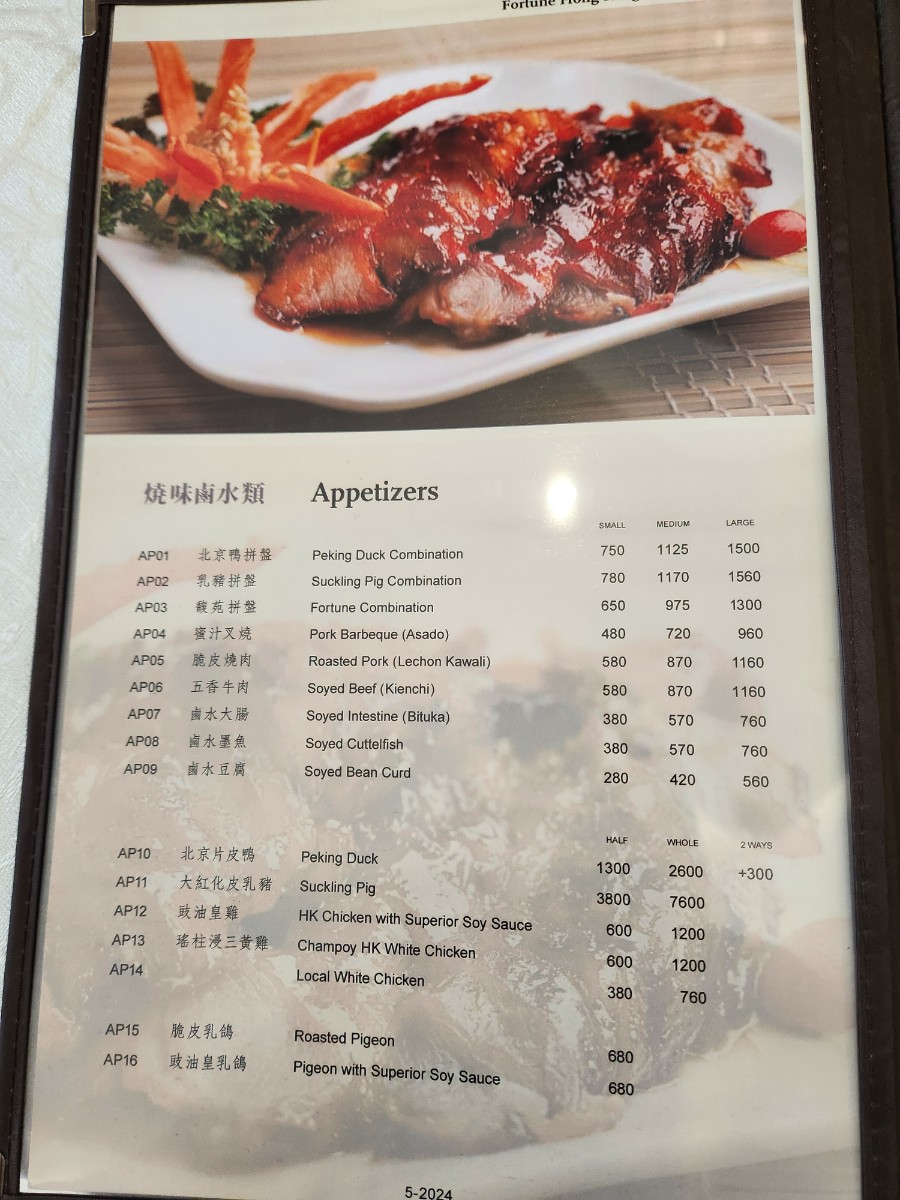 Fortune Hong
燒味鹵水類 Appetizers
SMALL MEDIUM LARGE
AP01 北京鴨拼盤 Peking Duck Combination 750 1125 1500
AP02 乳豬拼盤 Suckling Pig Combination 780 1170 1560
AP03 馥苑拼盤 Fortune Combination 650 975 1300
AP04 蜜汁叉燒 Pork Barbeque (Asado) 480 720 960
AP05 脆皮燒肉 Roasted Pork (Lechon Kawali) 580 870 1160
AP06 五香牛肉 Soyed Beef (Kienchi) 580 870 1160
AP07 鹵水大腸 Soyed Intestine (Bituka) 380 570 760
AP08 鹵水墨魚 Soyed Cuttelfish 380 570 760
AP09 鹵水豆腐 Soyed Bean Curd 280 420 560
HALF WHOLE 2 WAYS
AP10 北京片皮鴨 Peking Duck 1300 2600 +300
AP11 大紅化皮乳豬 Suckling Pig 3800 7600
AP12 豉油皇雞 HK Chicken with Superior Soy Sauce 600 1200
AP13 瑤柱浸三黃雞 Champoy HK White Chicken 600 1200
AP14 Local White Chicken 380 760
AP15 脆皮乳鴿 Roasted Pigeon 680
AP16 豉油皇乳鴿 Pigeon with Superior Soy Sauce 680
5-2024